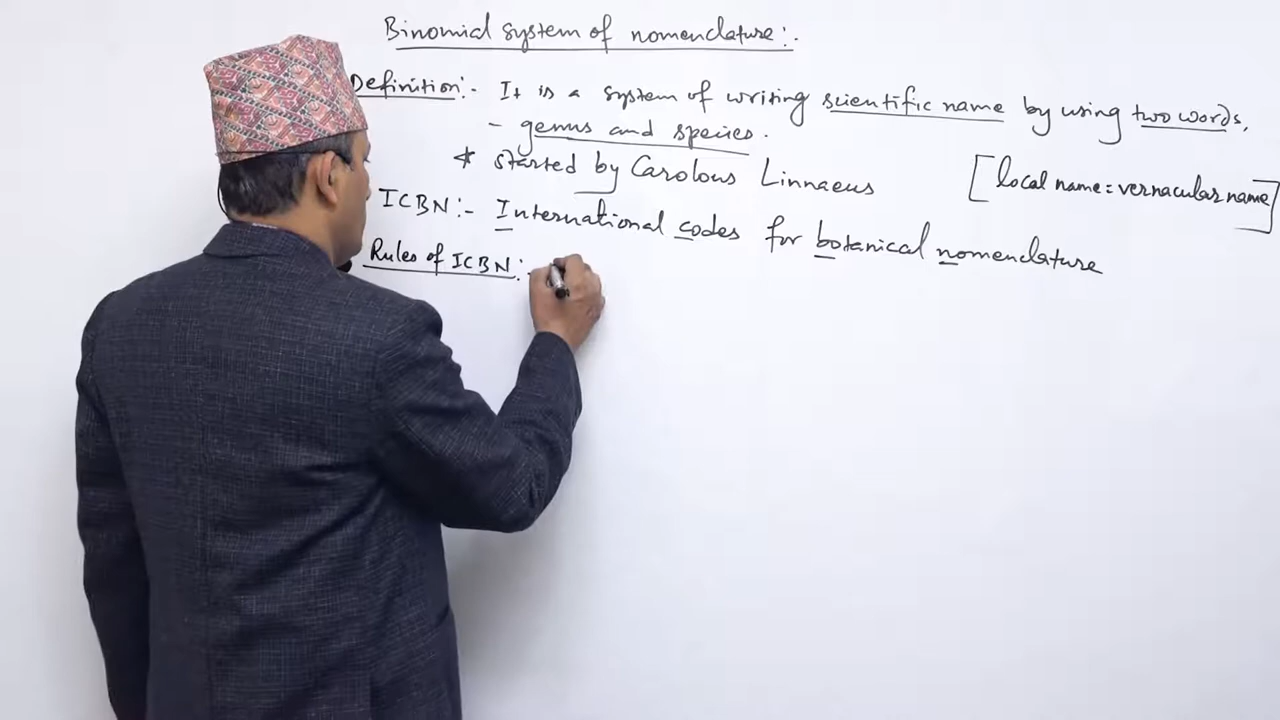 Binomial system of nomenclature:-
Definition:- It is a system of writing scientific name by using two words,
- genus and species.
* started by Carolous Linnaeus
[local name = vernacular name]
ICBN:- International codes for botanical nomenclature
Rules of ICBN:-